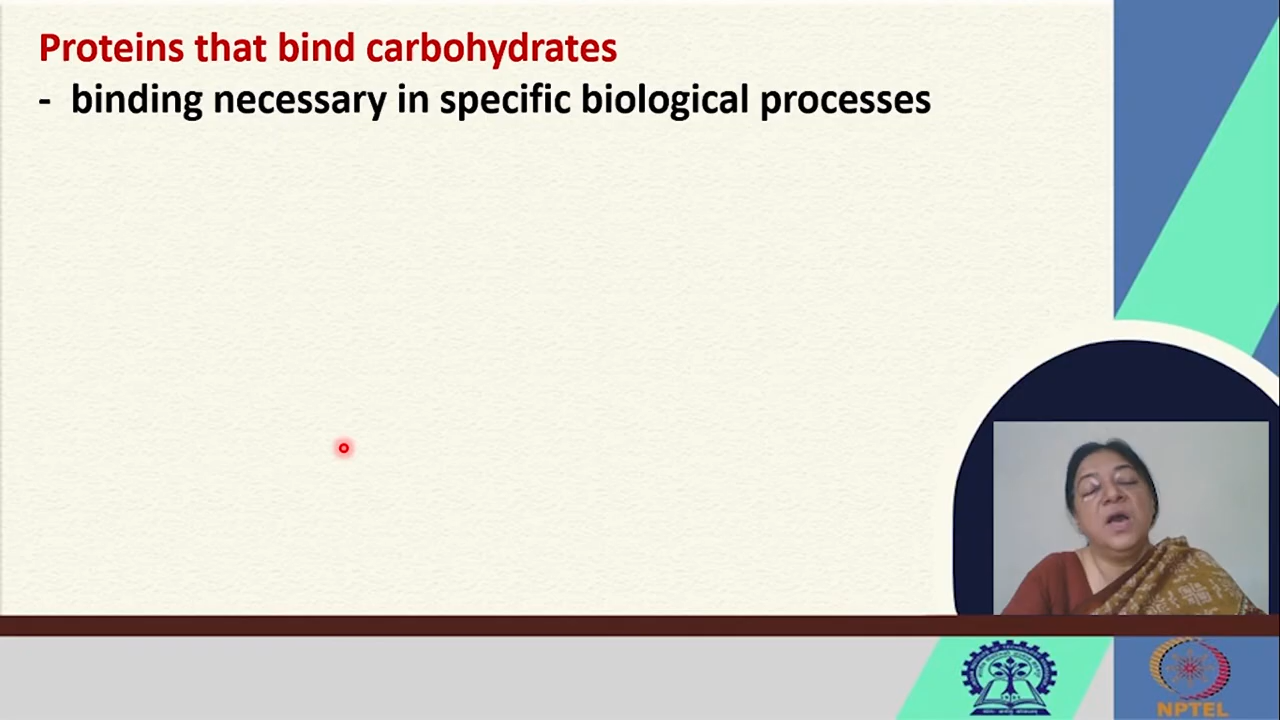 Proteins that bind carbohydrates
- binding necessary in specific biological processes
NPTEL